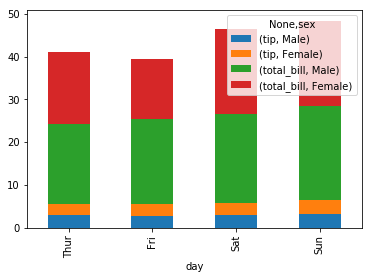 50
40
30
20
10
0
None,sex
(tip, Male)
(tip, Female)
(total_bill, Male)
(total_bill, Female)
Thur
Fri
Sat
Sun
day